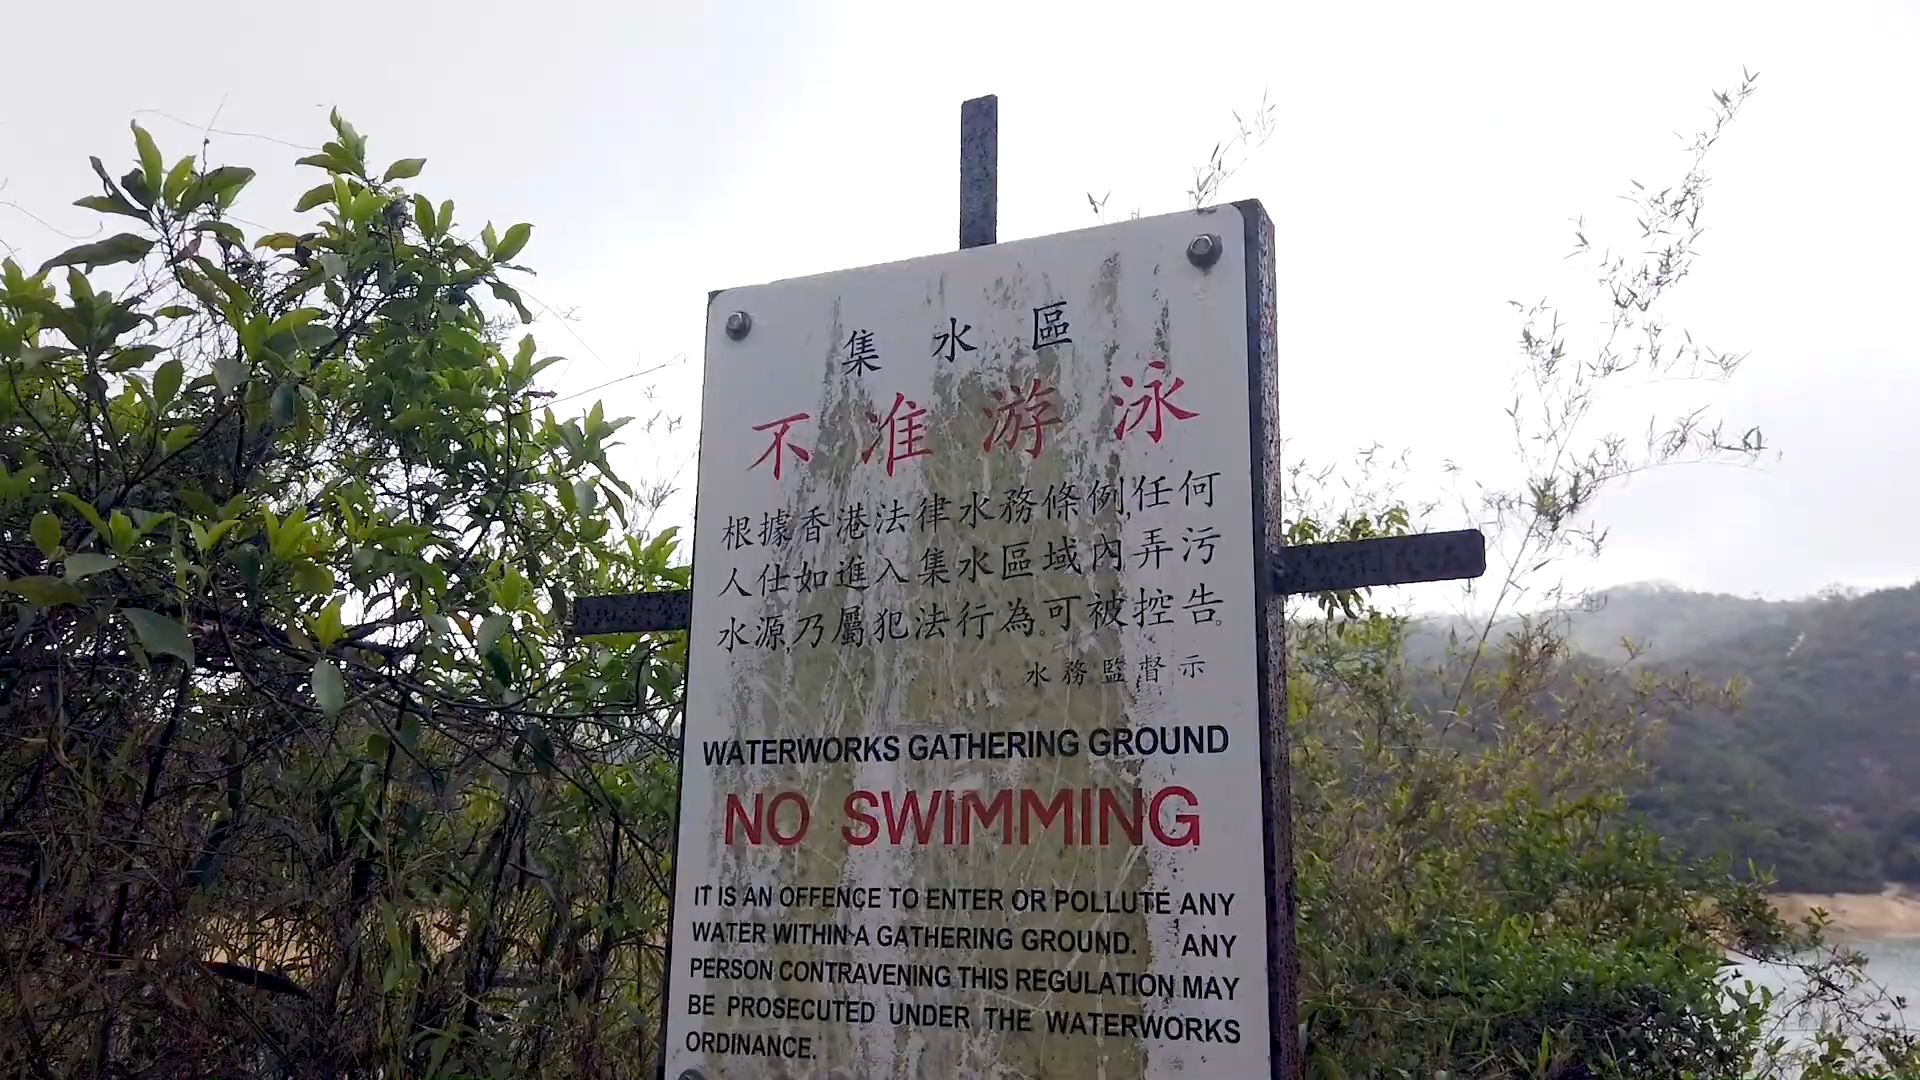 集水區
不准游泳
根據香港法律水務條例,任何
人仕如進入集水區域內弄污
水源,乃屬犯法行為。可被控告。
水務監督示
WATERWORKS GATHERING GROUND
NO SWIMMING
IT IS AN OFFENCE TO ENTER OR POLLUTE ANY
WATER WITHIN A GATHERING GROUND. ANY
PERSON CONTRAVENING THIS REGULATION MAY
BE PROSECUTED UNDER THE WATERWORKS
ORDINANCE.